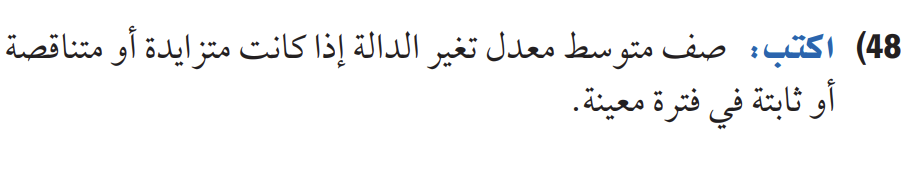 48) اكتب: صف متوسط معدل تغير الدالة إذا كانت متزايدة أو متناقصة
أو ثابتة في فترة معينة.